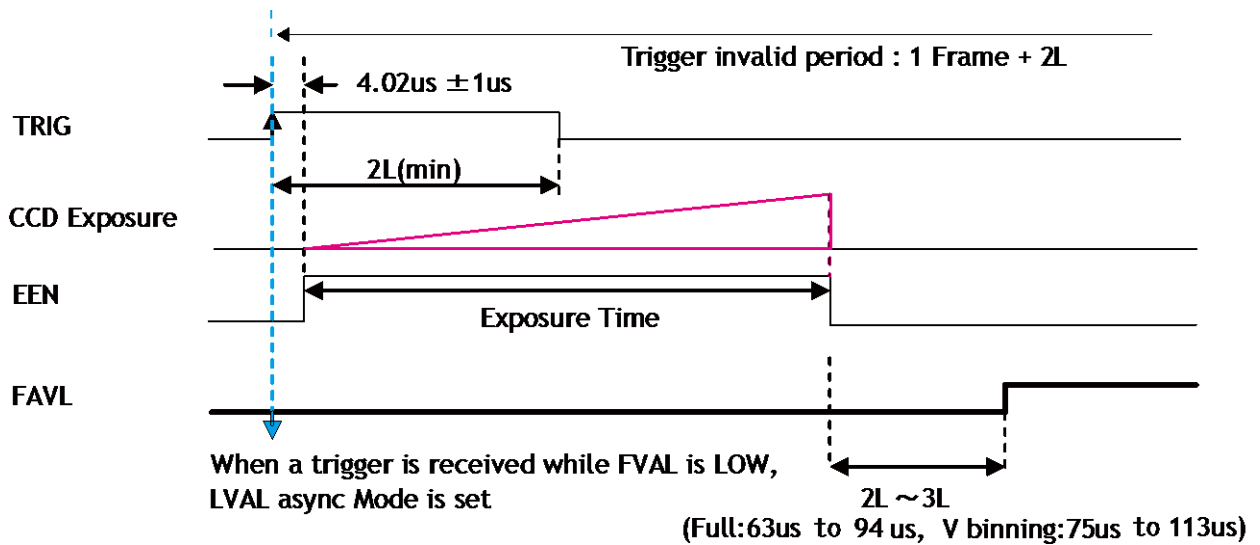 Trigger invalid period : 1 Frame + 2L
4.02us ±1us
TRIG
2L(min)
CCD Exposure
EEN
Exposure Time
FAVL
When a trigger is received while FVAL is LOW,
LVAL async Mode is set
2L ~3L
(Full:63us to 94 us, V binning:75us to 113us)